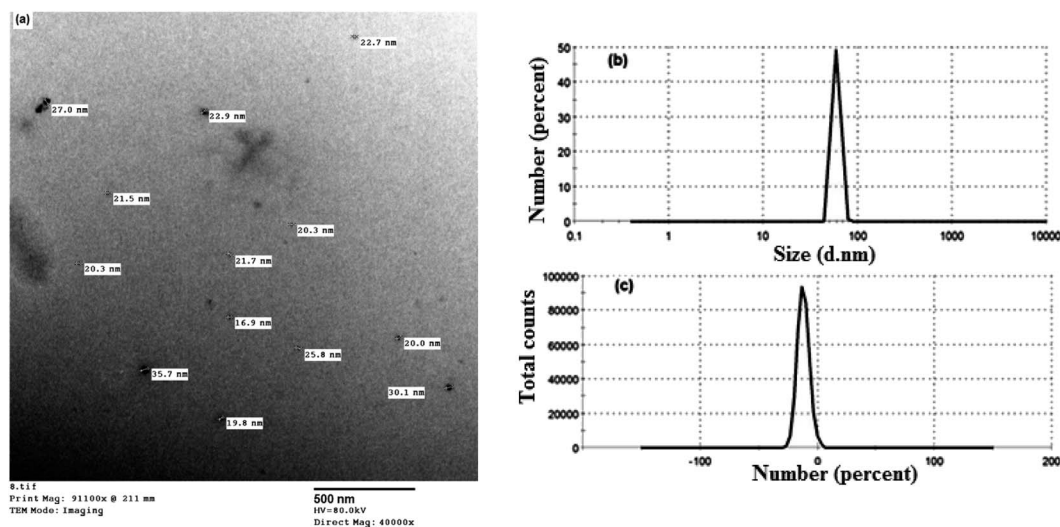 (a)
22.7 nm
27.0 nm
22.9 nm
21.5 nm
20.3 nm
21.7 nm
20.3 nm
16.9 nm
20.0 nm
25.8 nm
35.7 nm
30.1 nm
19.8 nm
8.tif
Print Mag: 91100x @ 211 mm
TEM Mode: Imaging
500 nm
HV=80.0kV
Direct Mag: 40000x
(b)
Number (percent)
50
40
30
20
10
0
0.1 1 10 100 1000 10000
Size (d.nm)
(c)
Total counts
100000
80000
60000
40000
20000
0
-100 0 100 200
Number (percent)